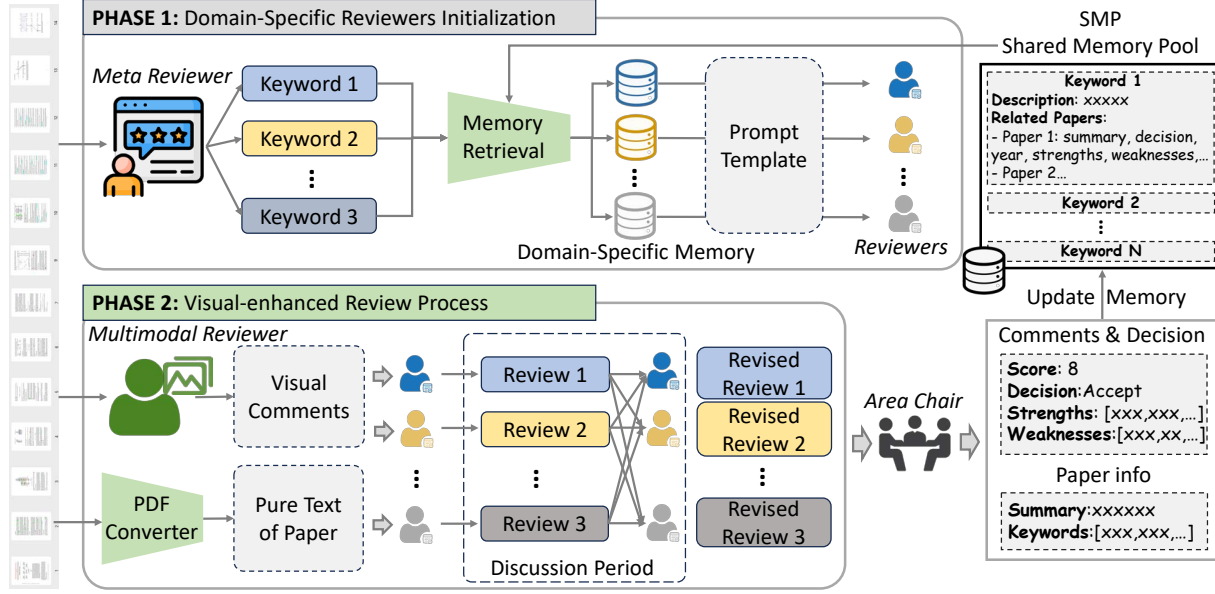 PHASE 1: Domain-Specific Reviewers Initialization
Meta Reviewer
Keyword 1
Keyword 2
Keyword 3
Memory
Retrieval
Domain-Specific Memory
Prompt
Template
Reviewers
SMP
Shared Memory Pool
Keyword 1
Description: xxxxx
Related Papers:
- Paper 1: summary, decision,
year, strengths, weaknesses,...
- Paper 2...
Keyword 2
Keyword N
Update Memory
PHASE 2: Visual-enhanced Review Process
Multimodal Reviewer
Visual
Comments
PDF
Converter
Pure Text
of Paper
Review 1
Review 2
Review 3
Discussion Period
Revised
Review 1
Revised
Review 2
Revised
Review 3
Area Chair
Comments & Decision
Score: 8
Decision:Accept
Strengths: [xxx,xxx,...]
Weaknesses:[xxx,xx,...]
Paper info
Summary:xxxxxx
Keywords:[xxx,xxx,...]